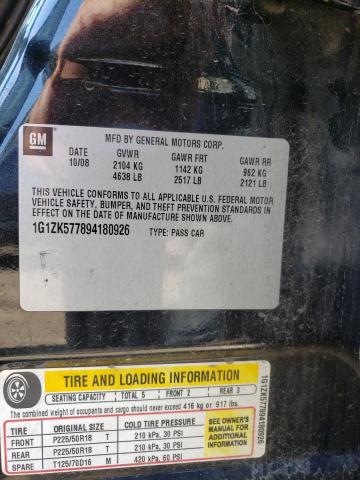 GM
MFD BY GENERAL MOTORS CORP.
DATE GVWR GAWR FRT GAWR RR
10/08 2104 KG 1142 KG 962 KG
4638 LB 2517 LB 2121 LB
THIS VEHICLE CONFORMS TO ALL APPLICABLE U.S. FEDERAL MOTOR
VEHICLE SAFETY, BUMPER, AND THEFT PREVENTION STANDARDS
IN EFFECT ON THE DATE OF MANUFACTURE SHOWN ABOVE.
1G1ZK577894180926 TYPE: PASS CAR
TIRE AND LOADING INFORMATION
SEATING CAPACITY TOTAL 5 FRONT 2 REAR 3
The combined weight of occupants and cargo should never exceed 416 kg or 917 lbs.
TIRE ORIGINAL SIZE COLD TIRE PRESSURE
FRONT P225/50R18 T 210 kPa, 30 PSI
REAR P225/50R18 T 210 kPa, 30 PSI
SPARE T125/70D16 M 420 kPa, 60 PSI
SEE OWNER'S
MANUAL FOR
ADDITIONAL
INFORMATION
1G1ZK577894180926